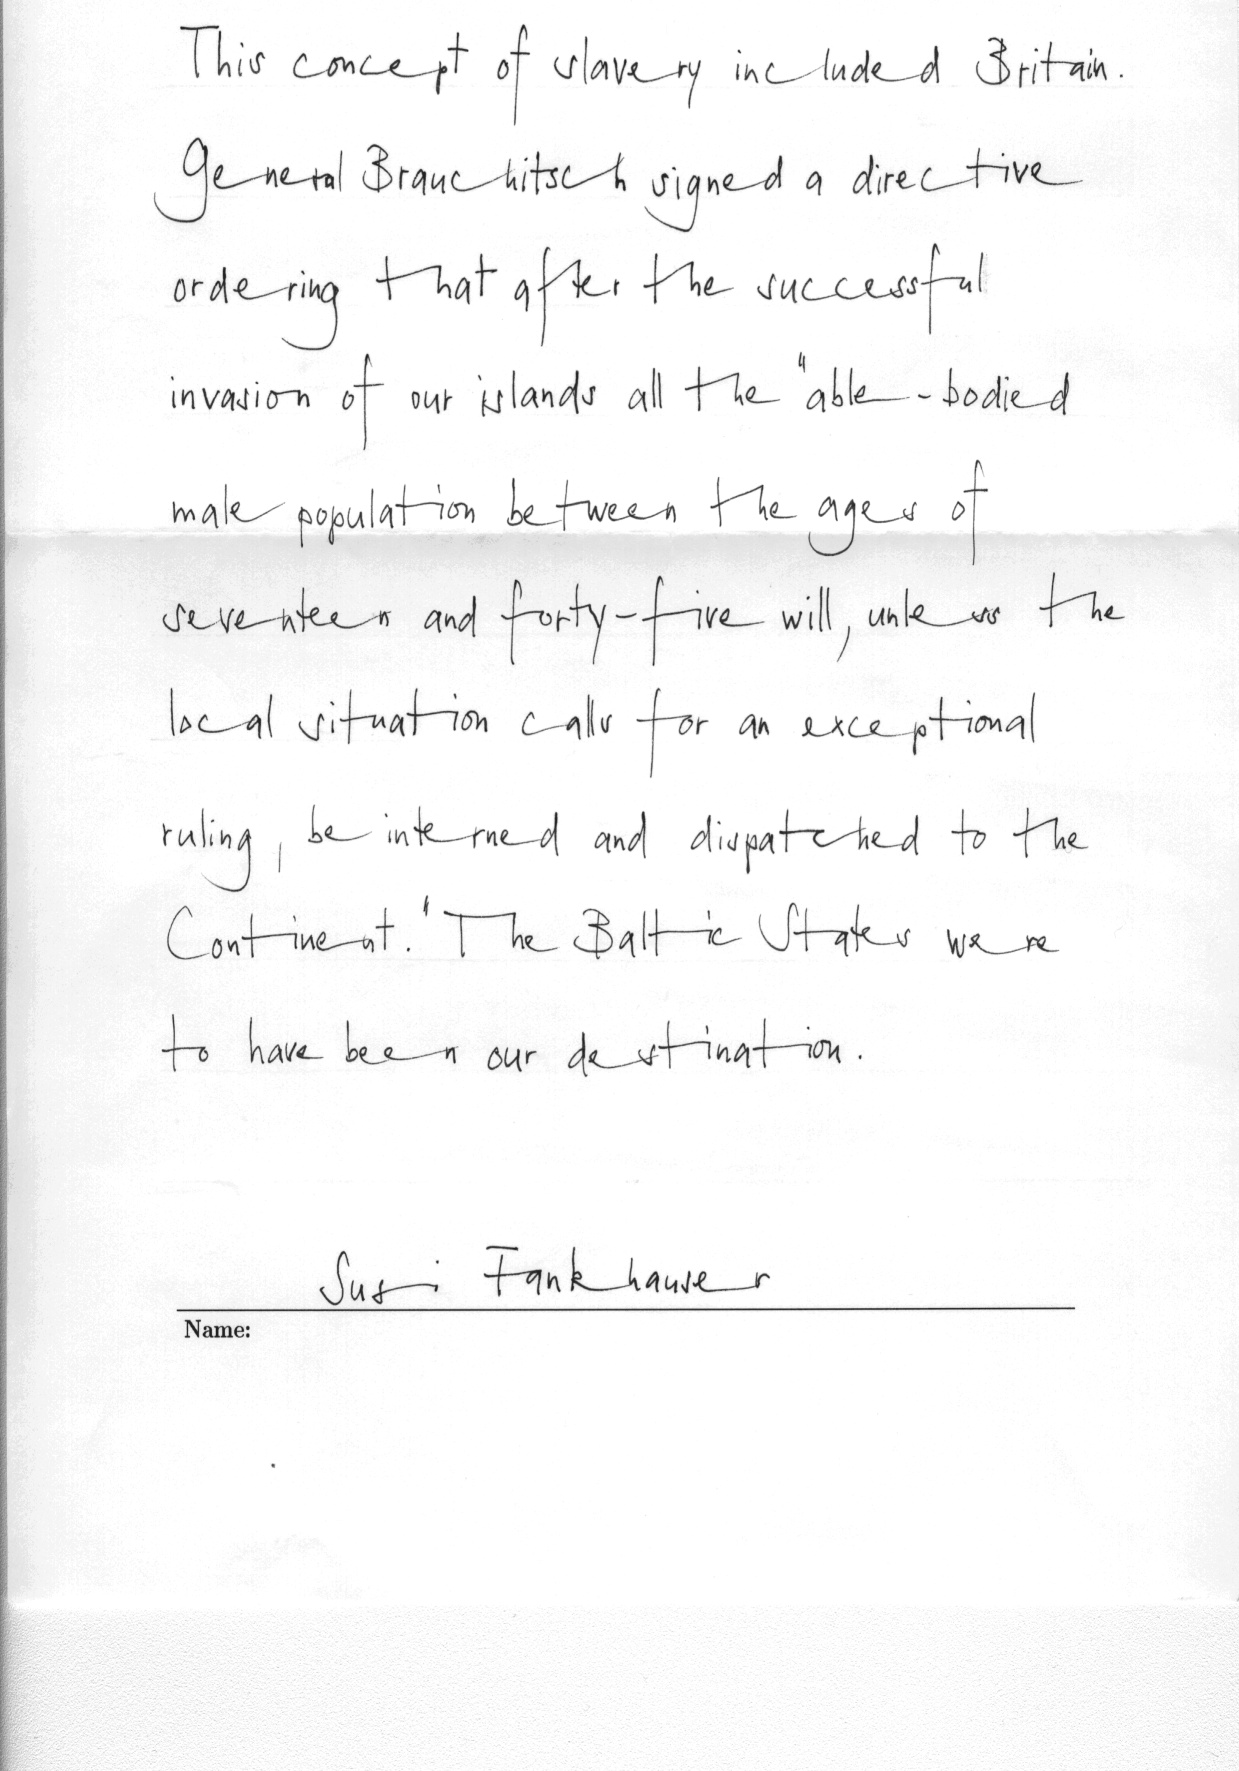 This concept of slavery included Britain.
General Brauchitsch signed a directive
ordering that after the successful
invasion of our islands all the "able-bodied
male population between the ages of
seventeen and forty-five will, unless the
local situation calls for an exceptional
ruling, be interned and dispatched to the
Continent." The Baltic States were
to have been our destination.
Susi Fankhauser
Name: